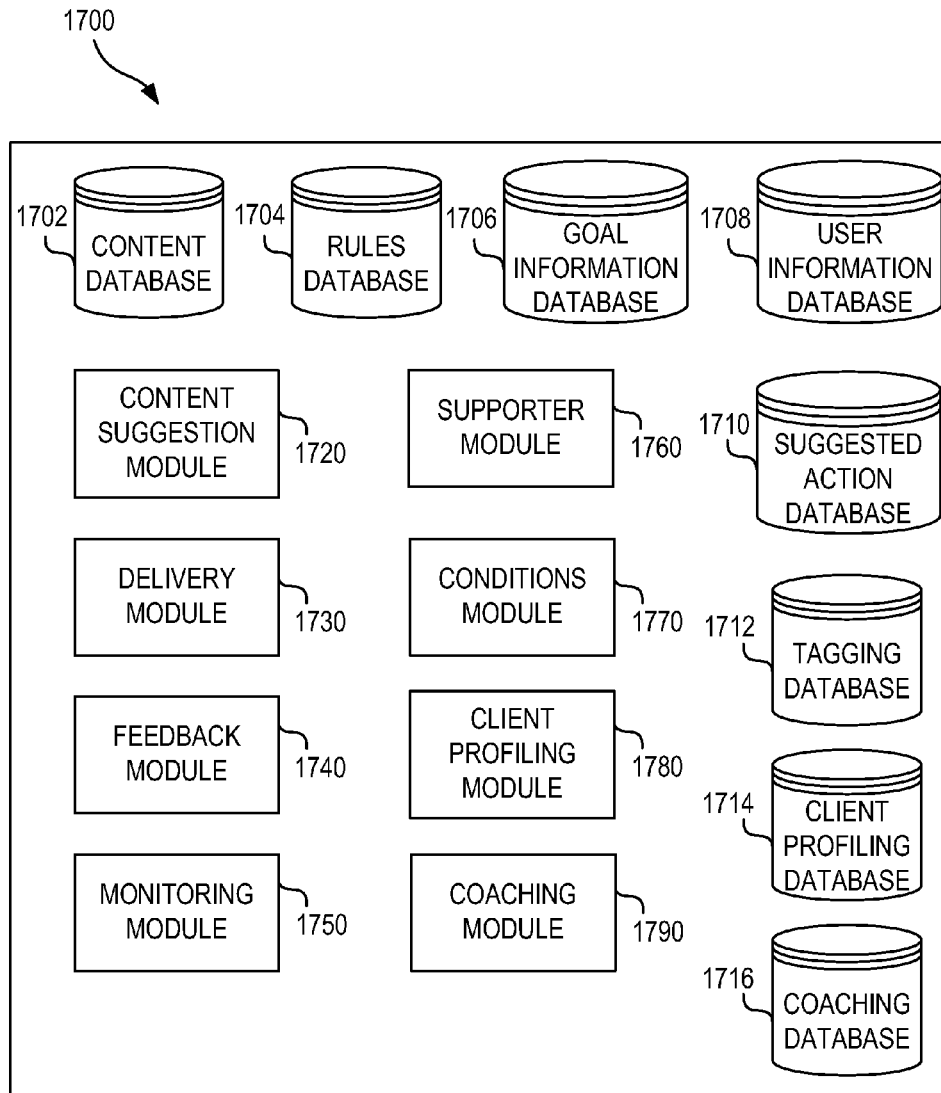 1700
1702
CONTENT
DATABASE
1704
RULES
DATABASE
1706
GOAL
INFORMATION
DATABASE
1708
USER
INFORMATION
DATABASE
CONTENT
SUGGESTION
MODULE
1720
SUPPORTER
MODULE
1760
1710
SUGGESTED
ACTION
DATABASE
DELIVERY
MODULE
1730
CONDITIONS
MODULE
1770
1712
TAGGING
DATABASE
FEEDBACK
MODULE
1740
CLIENT
PROFILING
MODULE
1780
1714
CLIENT
PROFILING
DATABASE
MONITORING
MODULE
1750
COACHING
MODULE
1790
1716
COACHING
DATABASE